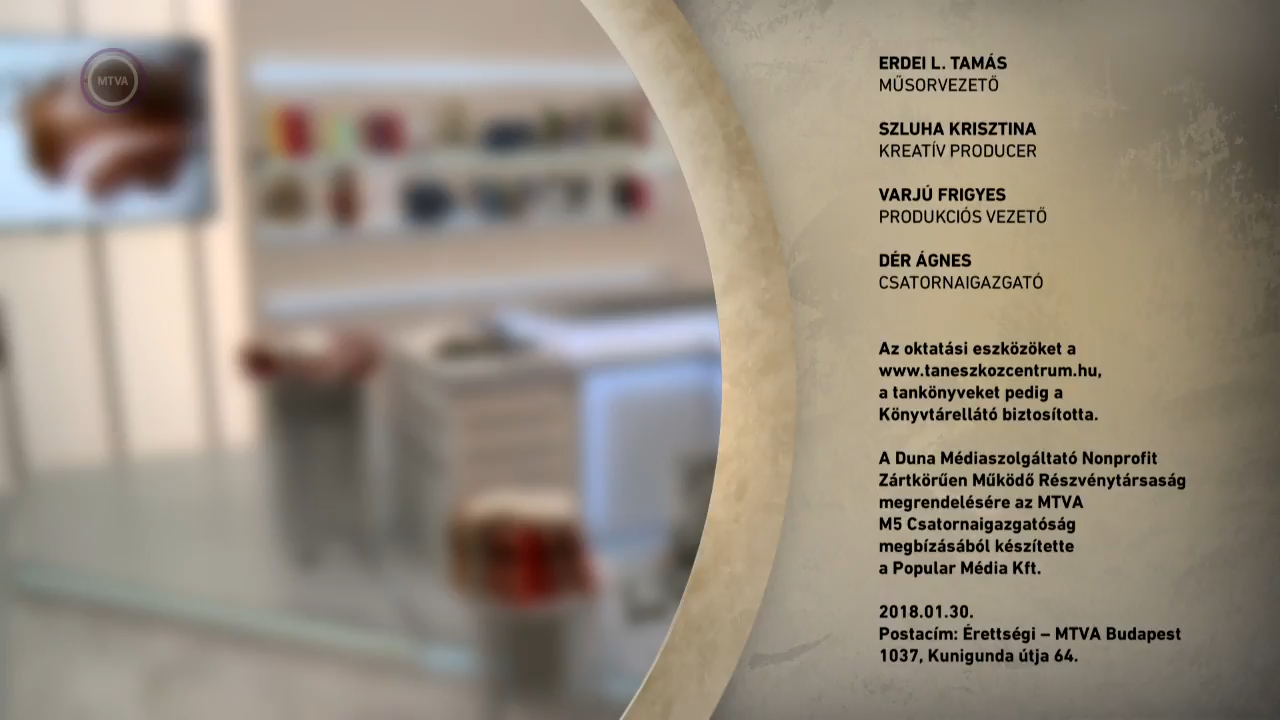 MTVA
ERDEI L. TAMÁS
MŰSORVEZETŐ
SZLUHA KRISZTINA
KREATÍV PRODUCER
VARJÚ FRIGYES
PRODUKCIÓS VEZETŐ
DÉR ÁGNES
CSATORNAIGAZGATÓ
Az oktatási eszközöket a
www.taneszkozcentrum.hu,
a tankönyveket pedig a
Könyvtárellátó biztosította.
A Duna Médiaszolgáltató Nonprofit
Zártkörűen Működő Részvénytársaság
megrendelésére az MTVA
M5 Csatornaigazgatóság
megbízásából készítette
a Popular Média Kft.
2018.01.30.
Postacím: Érettségi – MTVA Budapest
1037, Kunigunda útja 64.